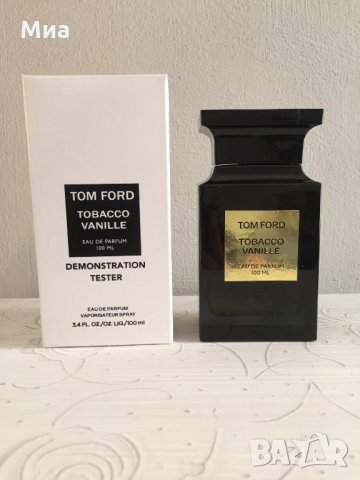 Миа
TOM FORD
TOBACCO
VANILLE
EAU DE PARFUM
100 ML
DEMONSTRATION
TESTER
EAU DE PARFUM
VAPORISATEUR SPRAY
3.4 FL. OZ./OZ. LIQ./100 ml
TOM FORD
TOBACCO
VANILLE
EAU DE PARFUM
100 ML
BAZAR